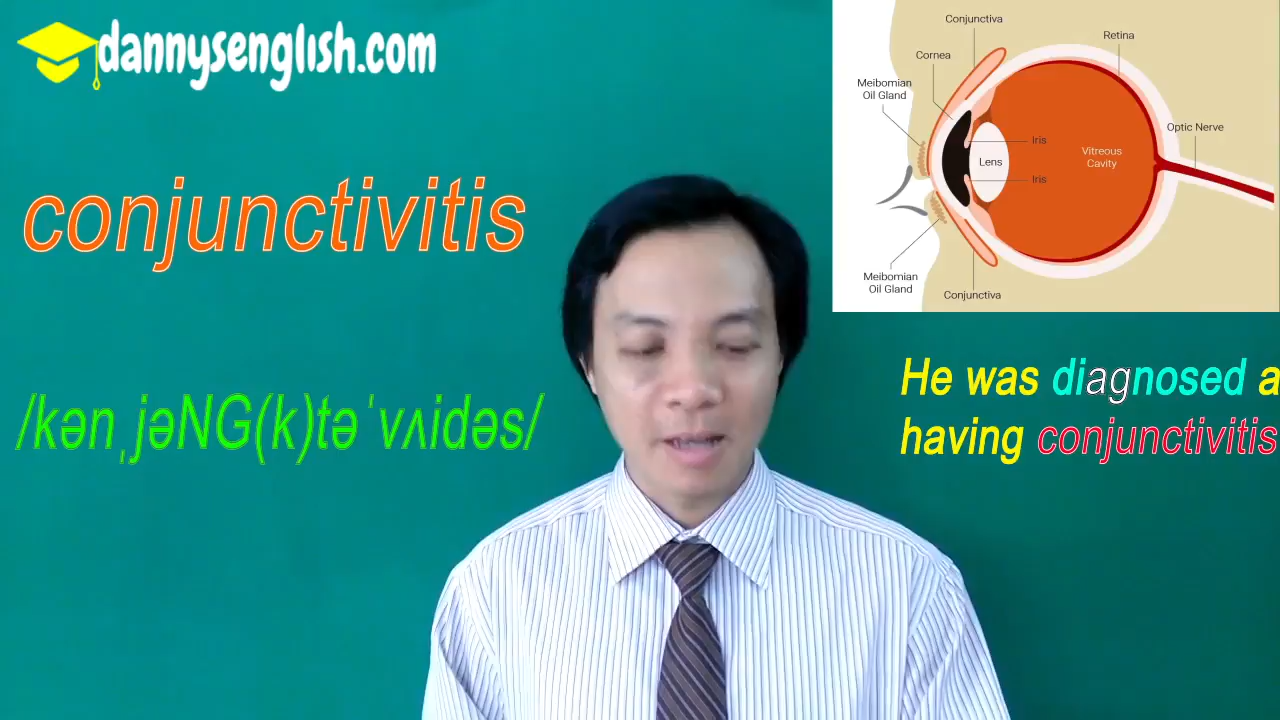 dannysenglish.com
conjunctivitis
/kənˌjəNG(k)təˈvʌidəs/
Conjunctiva
Retina
Cornea
Meibomian
Oil Gland
Optic Nerve
Iris
Lens
Vitreous
Cavity
Iris
Meibomian
Oil Gland
Conjunctiva
He was diagnosed a
having conjunctivitis